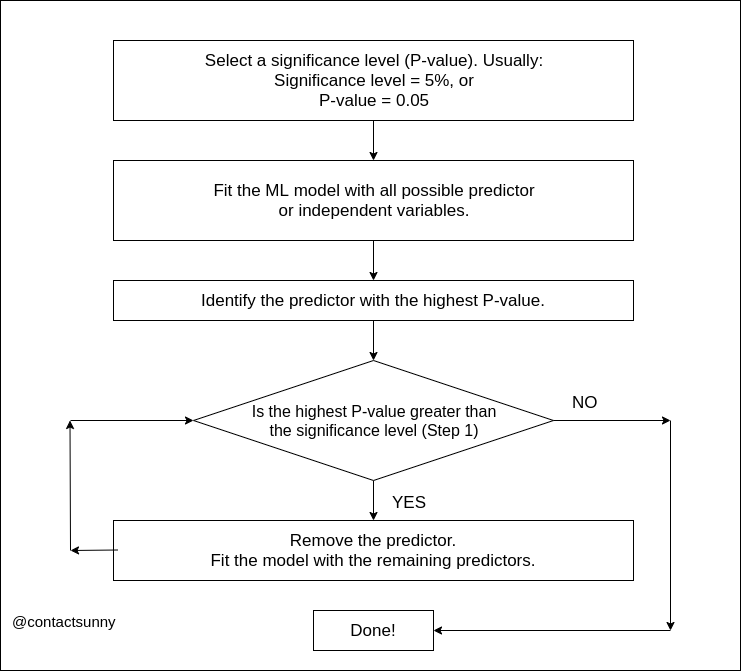 Select a significance level (P-value). Usually:
Significance level = 5%, or
P-value = 0.05
Fit the ML model with all possible predictor
or independent variables.
Identify the predictor with the highest P-value.
Is the highest P-value greater than
the significance level (Step 1)
NO
YES
Remove the predictor.
Fit the model with the remaining predictors.
@contactsunny
Done!